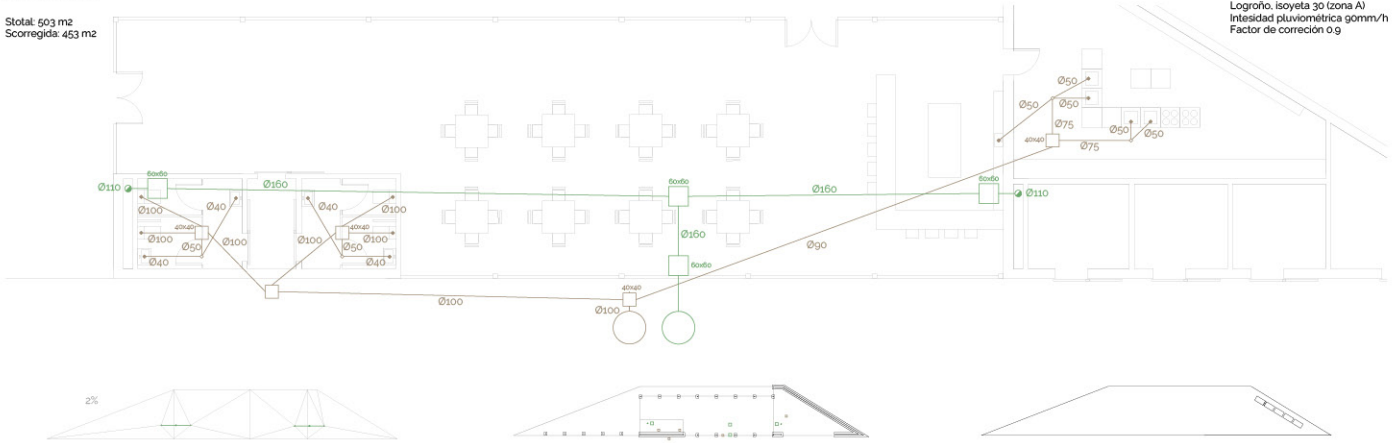 Stotal: 503 m2
Scorregida: 453 m2
Logroño, isoyeta 30 (zona A)
Intesidad pluviométrica 90mm/h
Factor de correción 0.9
Ø50
Ø50
Ø50
Ø75
Ø50
Ø50
40x40
Ø75
60x60
Ø110
Ø160
60x60
Ø160
60x60
Ø110
Ø100
Ø40
Ø40
Ø100
40x40
40x40
Ø100
Ø50
Ø100
Ø100
Ø50
Ø100
Ø40
Ø40
Ø160
Ø90
60x60
40x40
Ø100
Ø100
2%